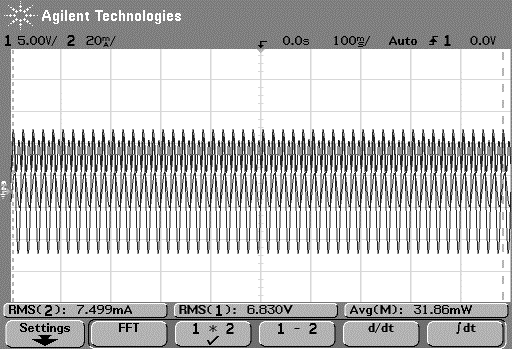 Agilent Technologies
1 5.00V/ 2 20mA/ 0.0s 100ms/ Auto 1 0.0V
RMS(2): 7.499mA RMS(1): 6.830V Avg(M): 31.86mW
Settings FFT 1 * 2 1 - 2 d/dt ∫dt